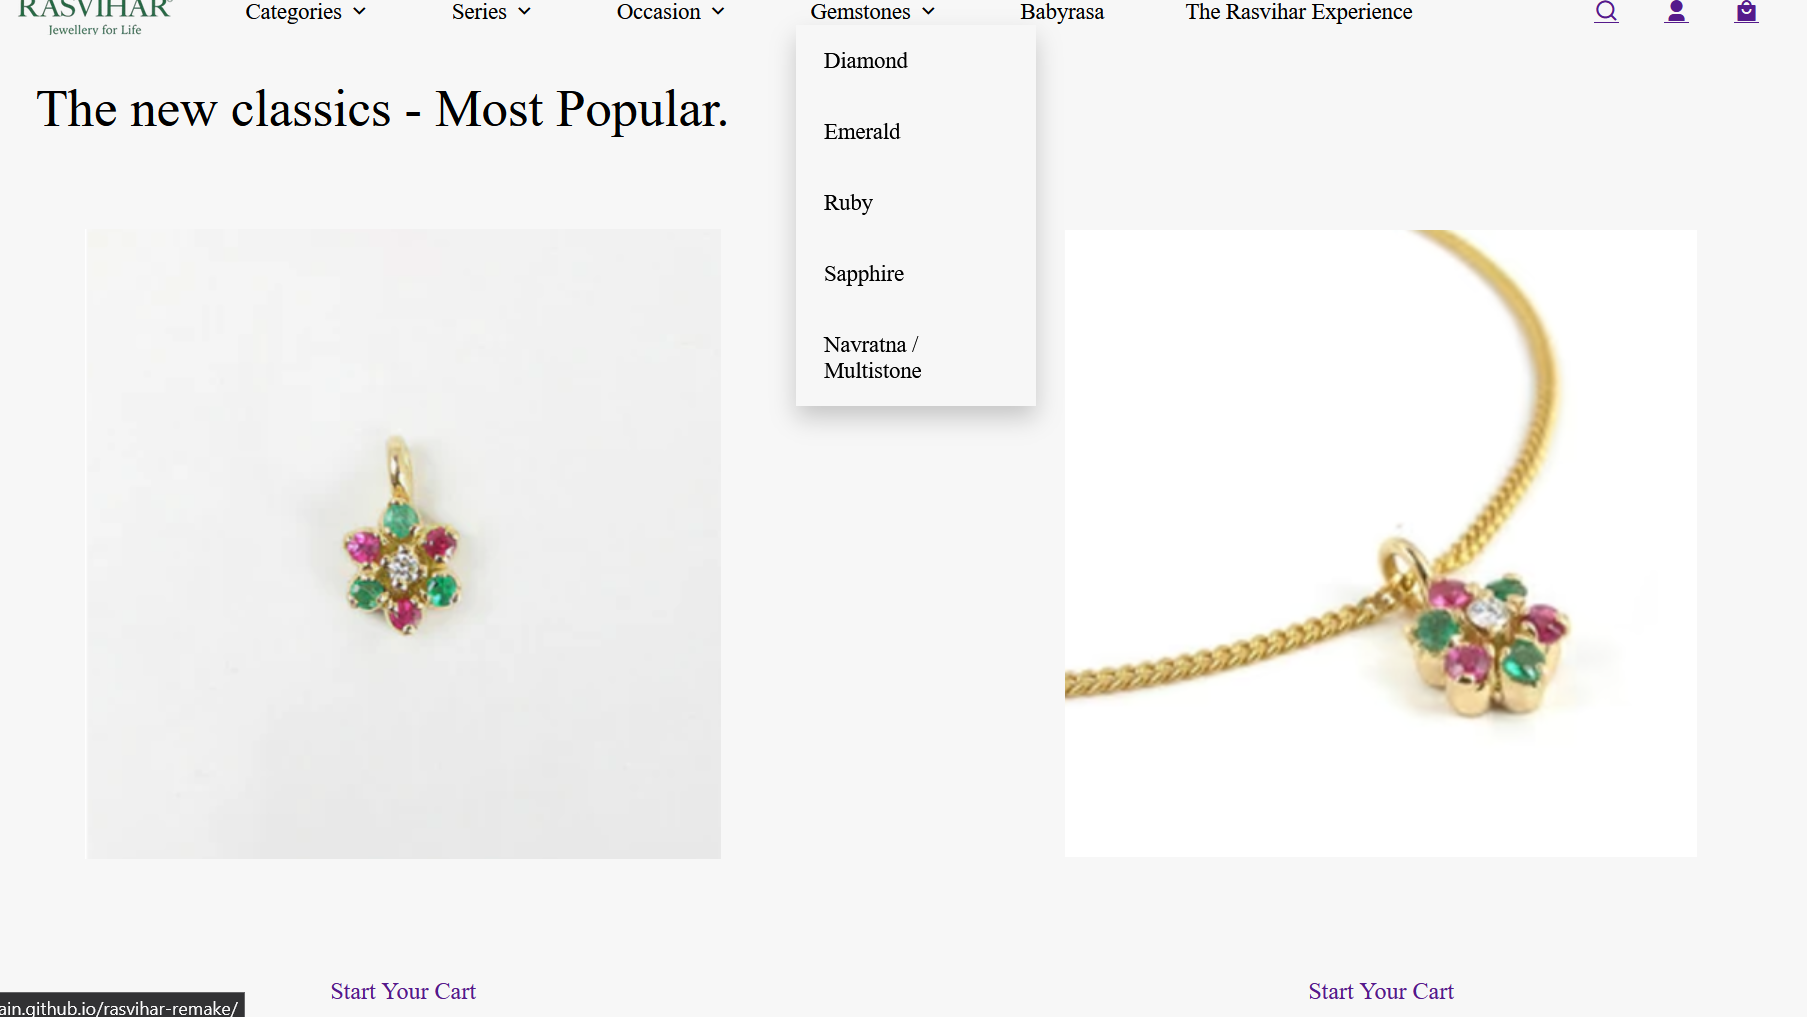 RASVIHAR
Jewellery for Life
Categories
Series
Occasion
Gemstones
Babyrasa
The Rasvihar Experience
Diamond
Emerald
Ruby
Sapphire
Navratna /
Multistone
The new classics - Most Popular.
Start Your Cart
Start Your Cart
ain.github.io/rasvihar-remake/